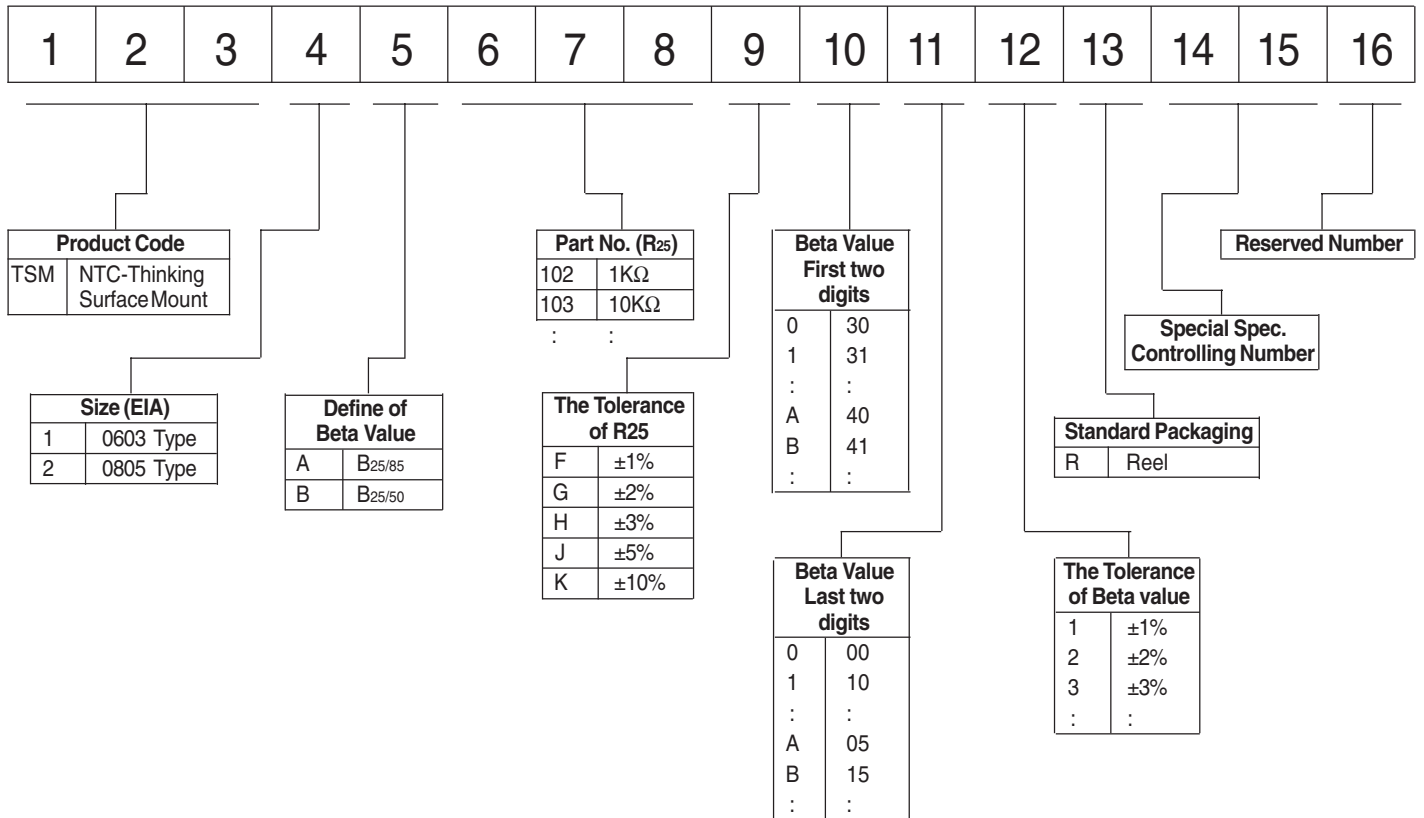 1 2 3 4 5 6 7 8 9 10 11 12 13 14 15 16
Product Code
TSM NTC-Thinking
Surface Mount
Size (EIA)
1 0603 Type
2 0805 Type
Define of
Beta Value
A B25/85
B B25/50
Part No. (R25)
102 1KΩ
103 10KΩ
: :
The Tolerance
of R25
F ±1%
G ±2%
H ±3%
J ±5%
K ±10%
Beta Value
First two
digits
0 30
1 31
: :
A 40
B 41
: :
Beta Value
Last two
digits
0 00
1 10
: :
A 05
B 15
: :
The Tolerance
of Beta value
1 ±1%
2 ±2%
3 ±3%
: :
Standard Packaging
R Reel
Special Spec.
Controlling Number
Reserved Number